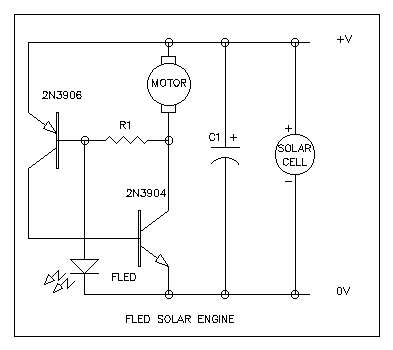 +V
2N3906
MOTOR
R1
C1 +
+
SOLAR
CELL
−
2N3904
FLED
0V
FLED SOLAR ENGINE